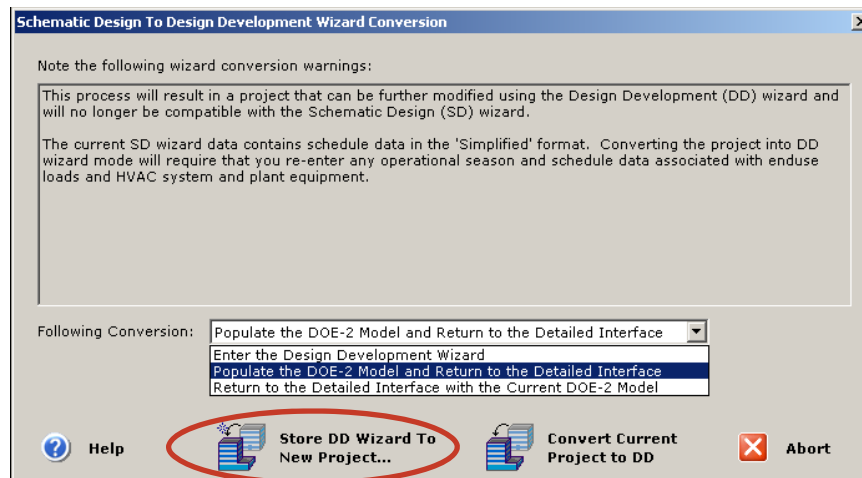 Schematic Design To Design Development Wizard Conversion
Note the following wizard conversion warnings:
This process will result in a project that can be further modified using the Design Development (DD) wizard and
will no longer be compatible with the Schematic Design (SD) wizard.
The current SD wizard data contains schedule data in the 'Simplified' format.  Converting the project into DD
wizard mode will require that you re-enter any operational season and schedule data associated with enduse
loads and HVAC system and plant equipment.
Following Conversion: Populate the DOE-2 Model and Return to the Detailed Interface
Enter the Design Development Wizard
Populate the DOE-2 Model and Return to the Detailed Interface
Return to the Detailed Interface with the Current DOE-2 Model
? Help
Store DD Wizard To
New Project...
Convert Current
Project to DD
Abort